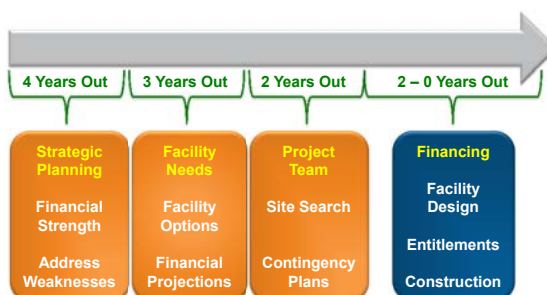 4 Years Out
3 Years Out
2 Years Out
2 – 0 Years Out
Strategic
Planning
Financial
Strength
Address
Weaknesses
Facility
Needs
Facility
Options
Financial
Projections
Project
Team
Site Search
Contingency
Plans
Financing
Facility
Design
Entitlements
Construction